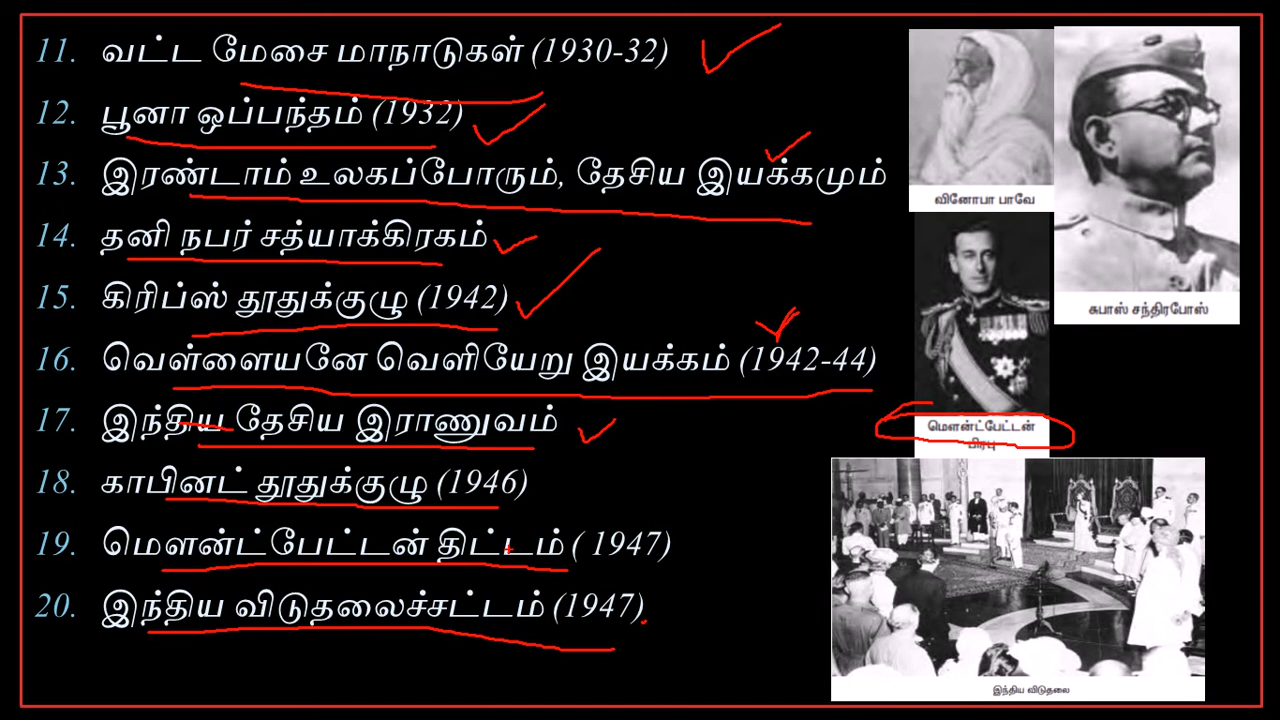 11. வட்ட மேசை மாநாடுகள் (1930-32)
12. பூனா ஒப்பந்தம் (1932)
13. இரண்டாம் உலகப்போரும், தேசிய இயக்கமும்
14. தனி நபர் சத்யாக்கிரகம்
15. கிரிப்ஸ் தூதுக்குழு (1942)
16. வெள்ளையனே வெளியேறு இயக்கம் (1942-44)
17. இந்திய தேசிய இராணுவம்
18. காபினட் தூதுக்குழு (1946)
19. மௌன்ட்பேட்டன் திட்டம் ( 1947)
20. இந்திய விடுதலைச்சட்டம் (1947)
வினோபா பாவே
சுபாஸ் சந்திரபோஸ்
மௌன்ட்பேட்டன்
பிரபு
இந்திய விடுதலை